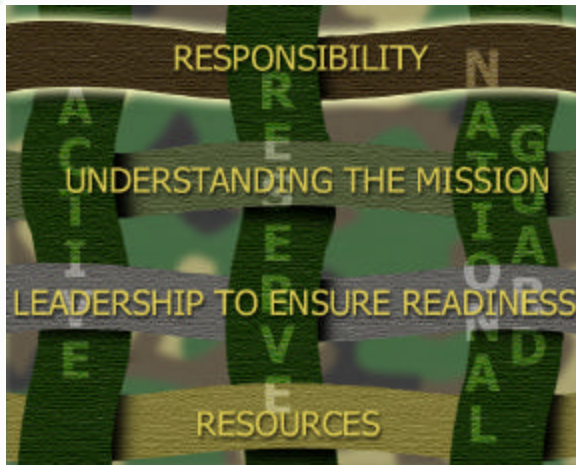 RESPONSIBILITY
UNDERSTANDING THE MISSION
LEADERSHIP TO ENSURE READINESS
RESOURCES
ACTIVE
RESERVE
NATIONAL
GUARD